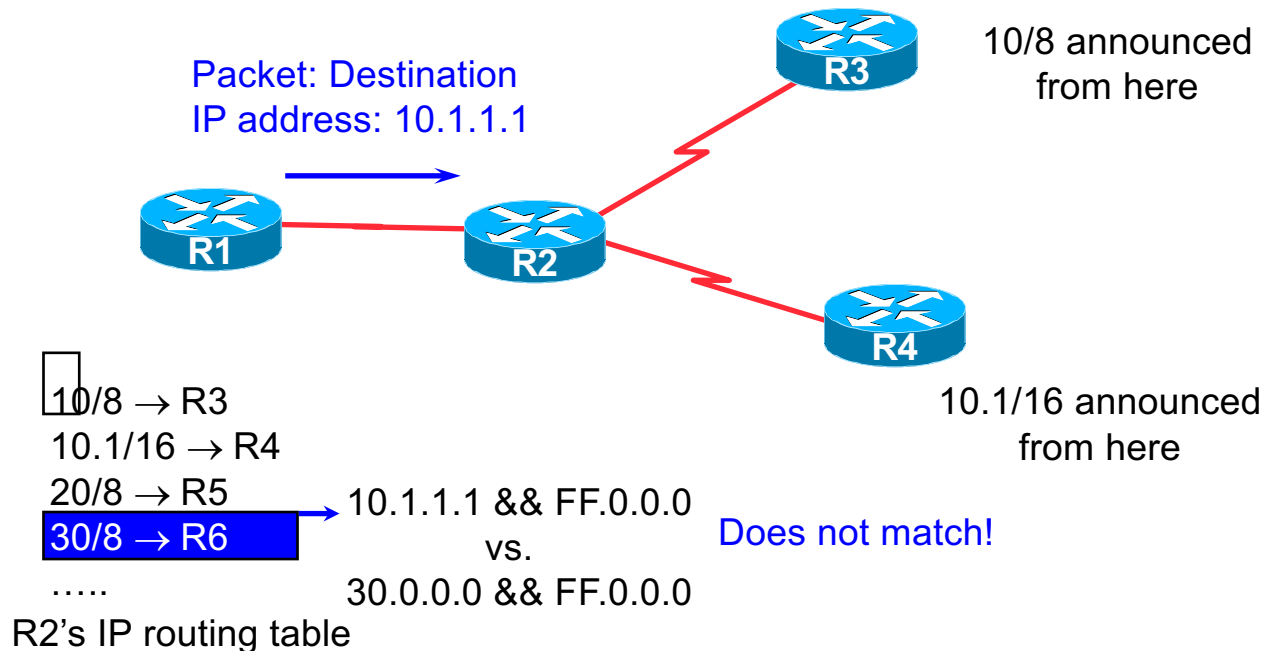 Packet: Destination
IP address: 10.1.1.1
R3
10/8 announced
from here
R1
R2
R4
10.1/16 announced
from here
10/8 → R3
10.1/16 → R4
20/8 → R5
30/8 → R6
…..
R2’s IP routing table
10.1.1.1 && FF.0.0.0
vs.
30.0.0.0 && FF.0.0.0
Does not match!